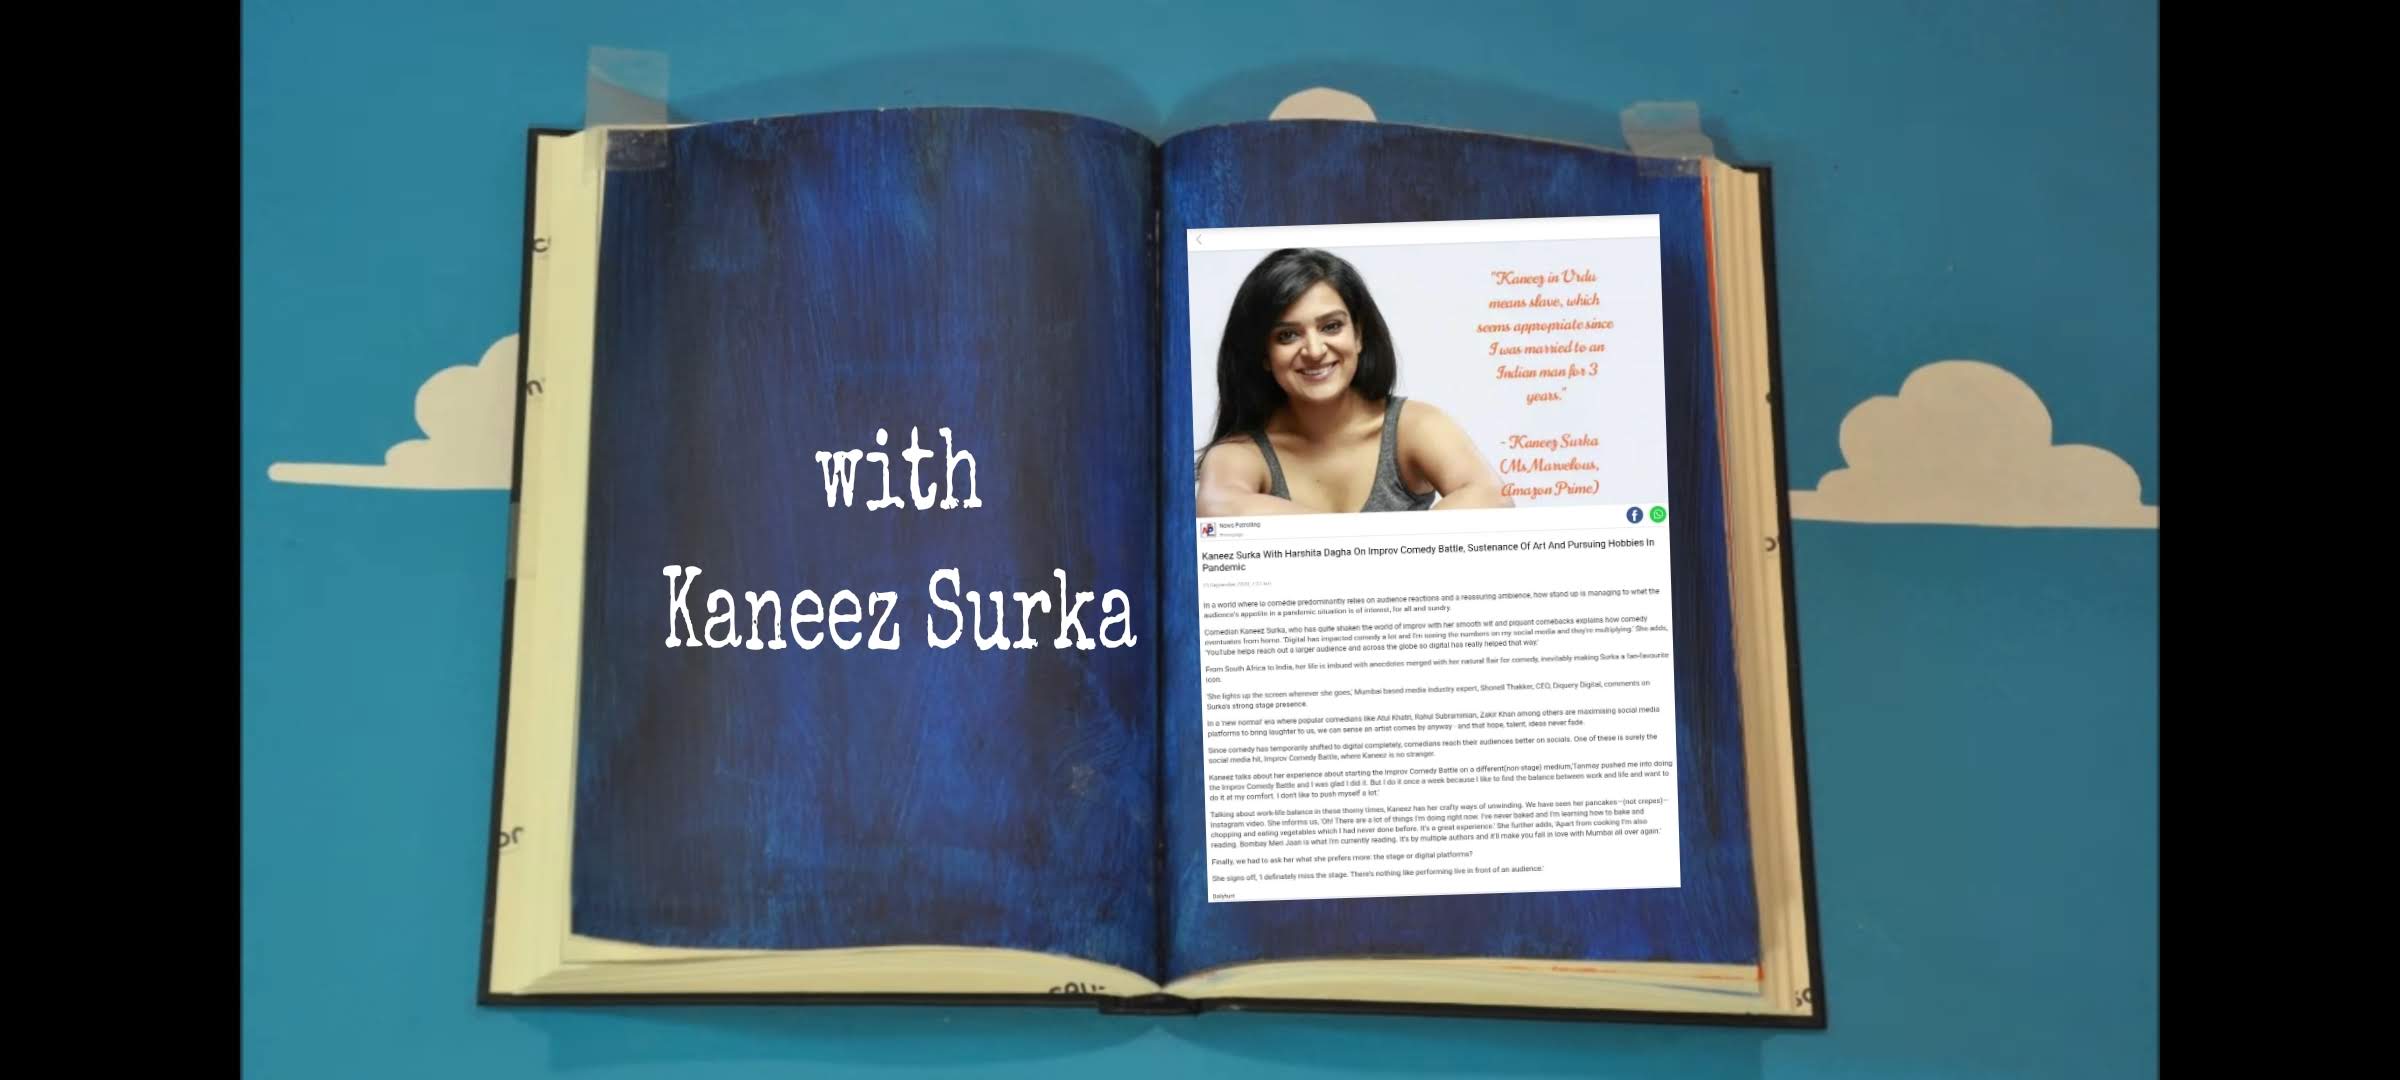 with
Kaneez Surka
"Kaneez in Urdu
means slave, which
seems appropriate since
I was married to an
Indian man for 3
years."
- Kaneez Surka
(Ms,Marvelous,
Amazon Prime)
News Patrolling
Kaneez Surka With Harshita Dagha On Improv Comedy Battle, Sustenance Of Art And Pursuing Hobbies In
Pandemic
In a world where la comédie predominantly relies on audience reactions and a reassuring ambience, how stand up is managing to whet the
audience's appetite in a pandemic situation is of interest, for all and sundry.
Comedian Kaneez Surka, who has quite shaken the world of improv with her smooth wit and piquant comebacks explains how comedy
eventuates from home. 'Digital has impacted comedy a lot and I'm seeing the numbers on my social media and they're multiplying.' She adds,
'YouTube helps reach out a larger audience and across the globe so digital has really helped that way.'
From South Africa to India, her life is imbued with anecdotes merged with her natural flair for comedy, inevitably making Surka a fan-favourite
icon.
'She lights up the screen wherever she goes,' Mumbai based media industry expert, Shonell Thakker, CEO, Diquery Digital, comments on
Surka's strong stage presence.
In a 'new normal' era where popular comedians like Atul Khatri, Rahul Subramnian, Zakir Khan among others are maximising social media
platforms to bring laughter to us, we can sense an artist comes by anyway - and that hope, talent, ideas never fade.
Since comedy has temporarily shifted to digital completely, comedians reach their audiences better on socials. One of these is surely the
social media hit, Improv Comedy Battle, where Kaneez is no stranger.
Kaneez talks about her experience about starting the Improv Comedy Battle on a different(non-stage) medium,'Tanmay pushed me into doing
the Improv Comedy Battle and I was glad I did it. But I do it once a week because I like to find the balance between work and life and want to
do it at my comfort. I don't like to push myself a lot.'
Talking about work-life balance in these thorny times, Kaneez has her crafty ways of unwinding. We have seen her pancakes—(not crepes)—
Instagram video. She informs us, 'Oh! There are a lot of things I'm doing right now. I've never baked and I'm learning how to bake and
chopping and eating vegetables which I had never done before. It's a great experience.' She further adds, 'Apart from cooking I'm also
reading. Bombay Meri Jaan is what I'm currently reading. It's by multiple authors and it'll make you fall in love with Mumbai all over again.'
Finally, we had to ask her what she prefers more: the stage or digital platforms?
She signs off, 'I definately miss the stage. There's nothing like performing live in front of an audience.'
Dailyhunt